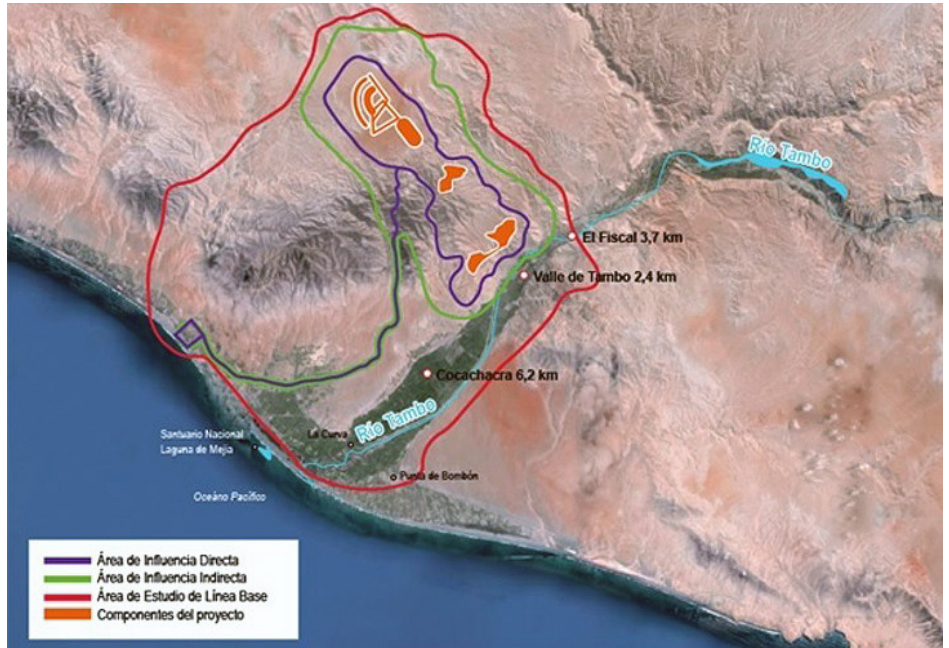 Río Tambo
El Fiscal 3,7 km
Valle de Tambo 2,4 km
Cocachacra 6,2 km
Río Tambo
La Curva
Santuario Nacional
Laguna de Mejia
Punta de Bombón
Oceáno Pacífico
Área de Influencia Directa
Área de Influencia Indirecta
Área de Estudio de Línea Base
Componentes del proyecto